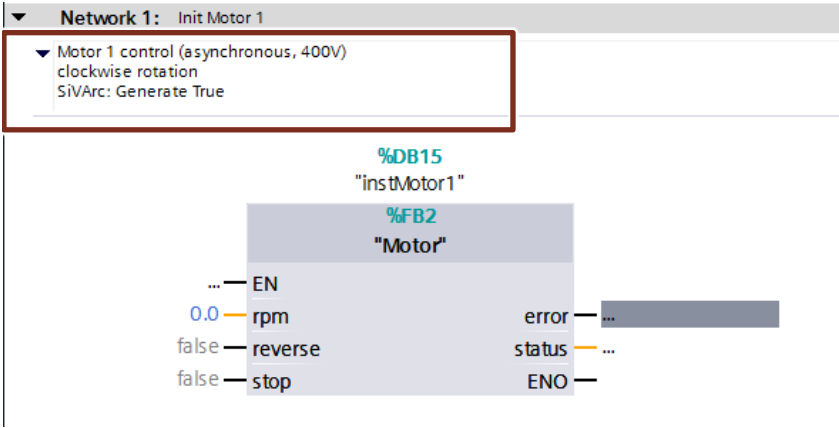 Network 1: Init Motor 1
Motor 1 control (asynchronous, 400V)
clockwise rotation
SiVArc: Generate True
%DB15
"instMotor1"
%FB2
"Motor"
... EN
0.0 rpm error ...
false reverse status ...
false stop ENO